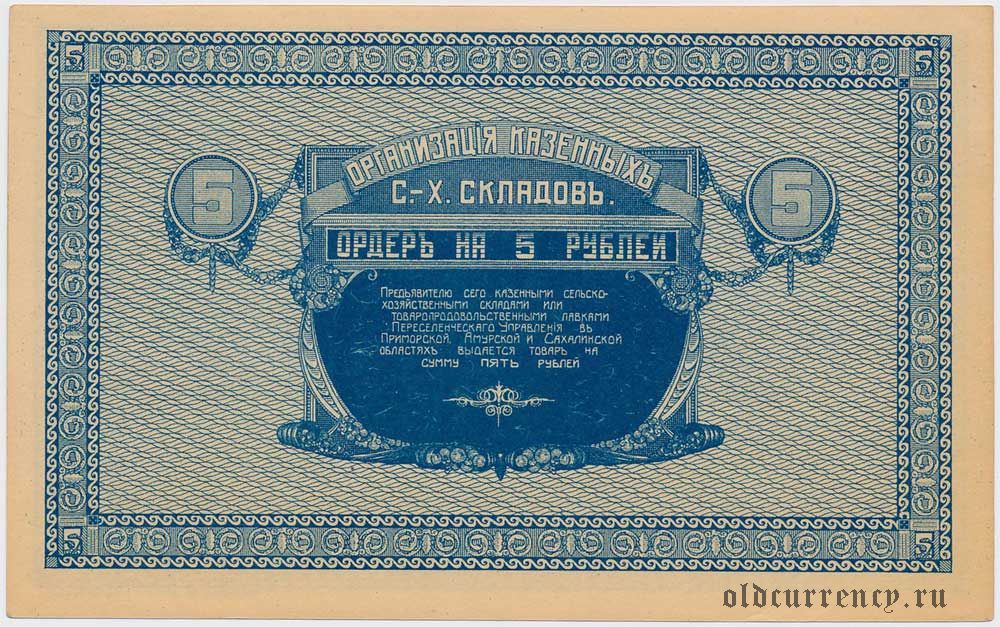 5 5
ОРГАНИЗАЦІЯ КАЗЕННЫХЪ
С.-Х. СКЛАДОВЪ.
5 5
ОРДЕРЪ НА 5 РУБЛЕЙ
Предъявителю сего казенными сельско-
хозяйственными складами или
товаропродовольственными лавками
Переселенческаго Управленія въ
Приморской, Амурской и Сахалинской
областяхъ выдается товаръ на
сумму ПЯТЬ рублей
5 5
oldcurrency.ru